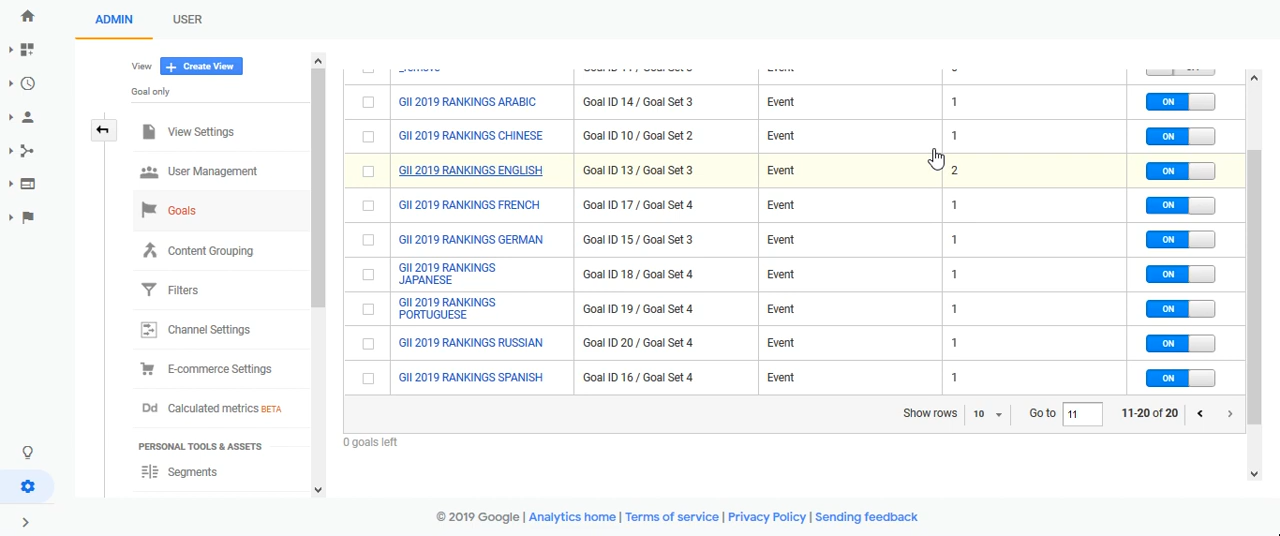 ADMIN USER
View + Create View
Goal only
View Settings
User Management
Goals
Content Grouping
Filters
Channel Settings
E-commerce Settings
Dd Calculated metrics BETA
PERSONAL TOOLS & ASSETS
Segments
GII 2019 RANKINGS ARABIC Goal ID 14 / Goal Set 3 Event 1 ON
GII 2019 RANKINGS CHINESE Goal ID 10 / Goal Set 2 Event 1 ON
GII 2019 RANKINGS ENGLISH Goal ID 13 / Goal Set 3 Event 2 ON
GII 2019 RANKINGS FRENCH Goal ID 17 / Goal Set 4 Event 1 ON
GII 2019 RANKINGS GERMAN Goal ID 15 / Goal Set 3 Event 1 ON
GII 2019 RANKINGS
JAPANESE Goal ID 18 / Goal Set 4 Event 1 ON
GII 2019 RANKINGS
PORTUGUESE Goal ID 19 / Goal Set 4 Event 1 ON
GII 2019 RANKINGS RUSSIAN Goal ID 20 / Goal Set 4 Event 1 ON
GII 2019 RANKINGS SPANISH Goal ID 16 / Goal Set 4 Event 1 ON
Show rows 10 Go to 11 11-20 of 20
0 goals left
© 2019 Google | Analytics home | Terms of service | Privacy Policy | Sending feedback